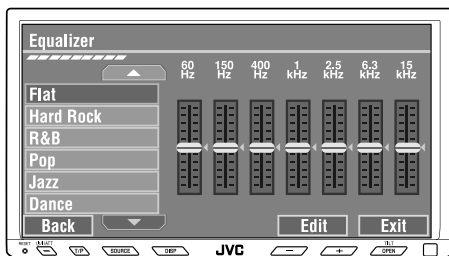 Equalizer
60 Hz 150 Hz 400 Hz 1 kHz 2.5 kHz 6.3 kHz 15 kHz
Flat
Hard Rock
R&B
Pop
Jazz
Dance
Back Edit Exit
RESET T/P SOURCE DISP JVC − + TILT OPEN